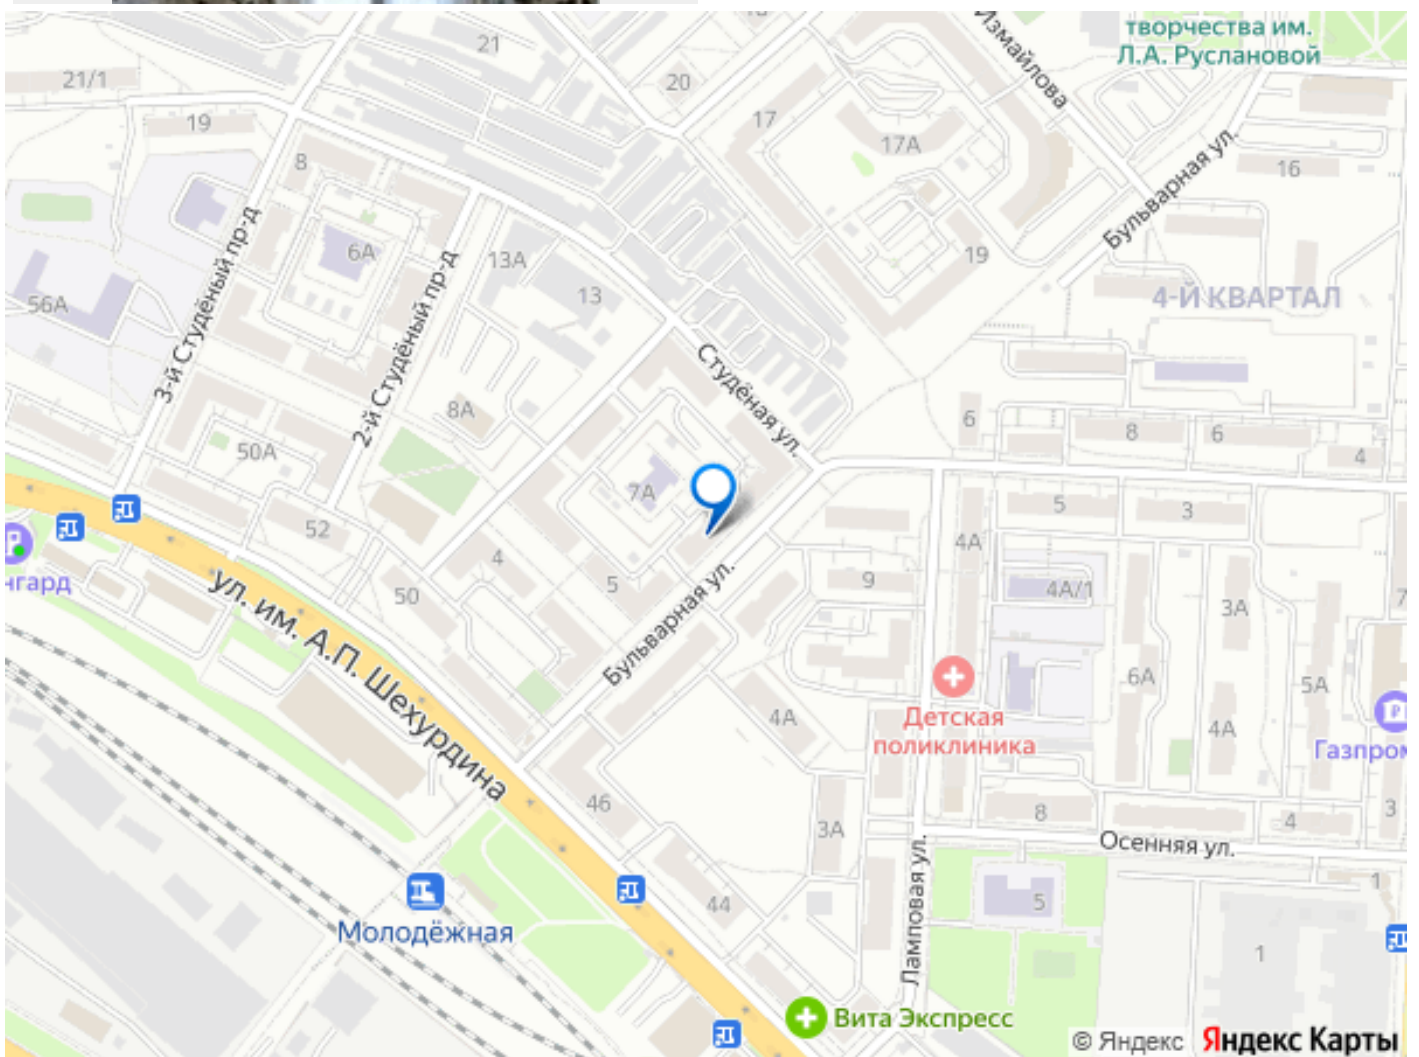 творчества им.
Л.А. Руслановой
Измайлова
21
21/1
20
19
17
17А
8
16
Бульварная ул.
6А
13А
19
3-й Студёный пр-д
2-й Студёный пр-д
13
56А
4-Й КВАРТАЛ
Студёная ул.
8А
6
8
6
50А
4
7А
5
3
52
4А
4
9
нгард
5
4А/1
50
3А
7
ул. им. А.П. Шехурдина
Бульварная ул.
6А
5А
4А
Детская
поликлиника
4А
Газпром
46
8
4
3
3А
Осенняя ул.
Ламповая ул.
1
44
5
Молодёжная
1
Вита Экспресс
© Яндекс Яндекс Карты